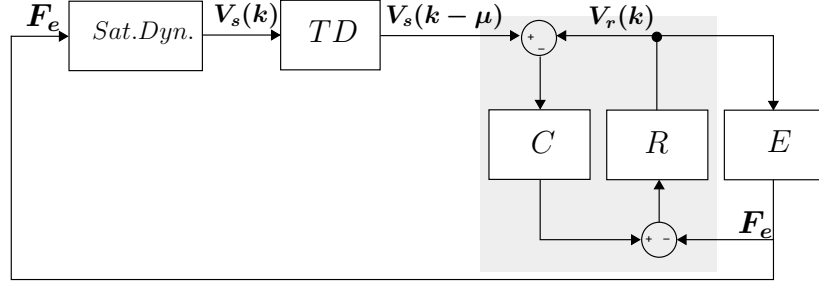 F_e
Sat.Dyn.
V_s(k)
TD
V_s(k − μ)
+
−
V_r(k)
C
R
E
+
−
F_e